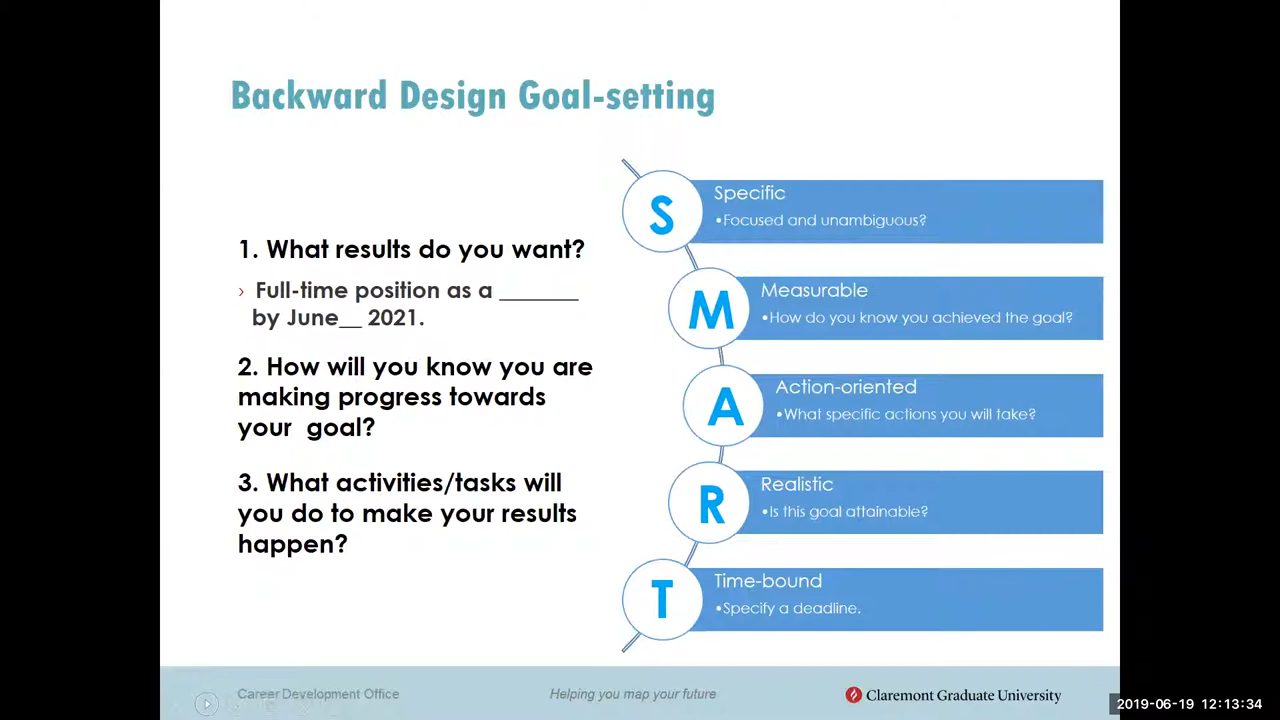 Backward Design Goal-setting
1. What results do you want?
› Full-time position as a _______
by June__ 2021.
2. How will you know you are
making progress towards
your goal?
3. What activities/tasks will
you do to make your results
happen?
S
Specific
•Focused and unambiguous?
M
Measurable
•How do you know you achieved the goal?
A
Action-oriented
•What specific actions you will take?
R
Realistic
•Is this goal attainable?
T
Time-bound
•Specify a deadline.
Career Development Office
Helping you map your future
Claremont Graduate University
2019-06-19 12:13:34